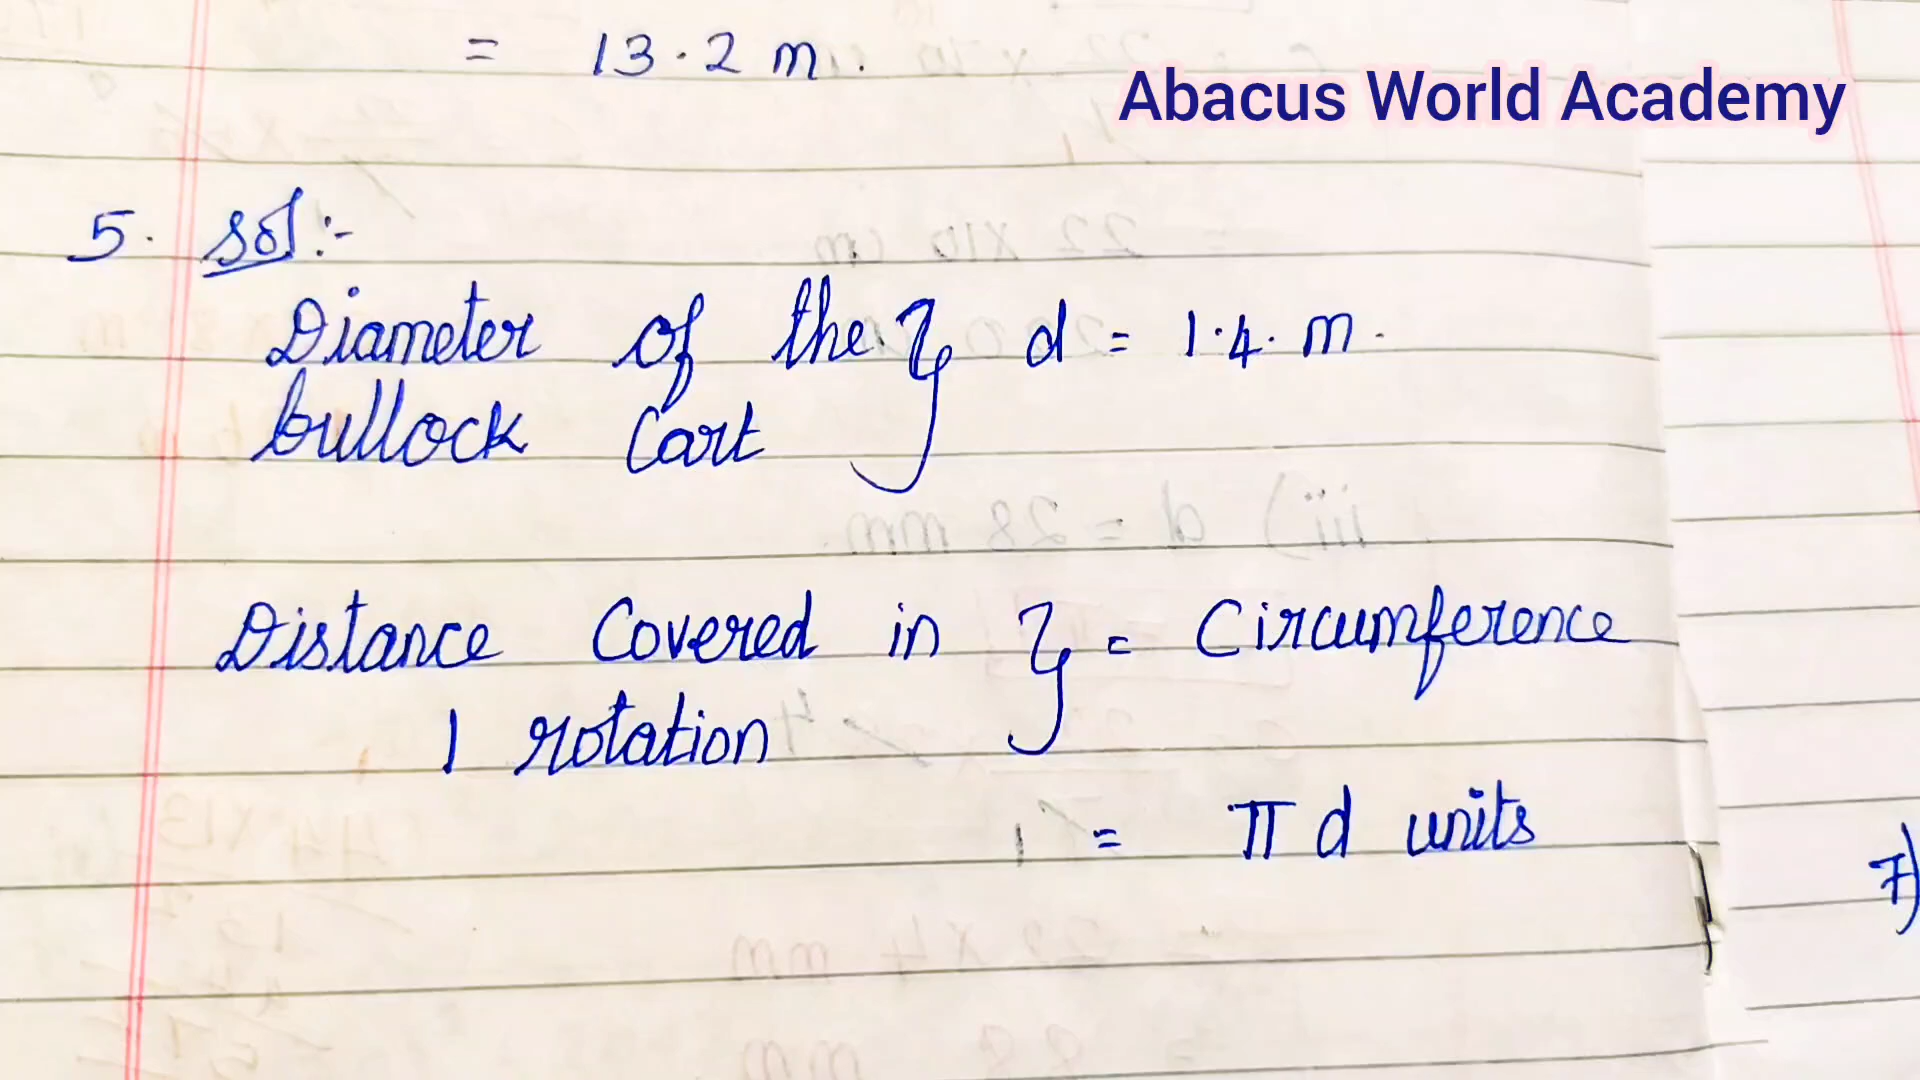 = 13.2 m.
Abacus World Academy
5. Sol:-
Diameter of the } d = 1.4. m.
bullock Cart
Distance Covered in } = Circumference
1 rotation
= π d units
7)